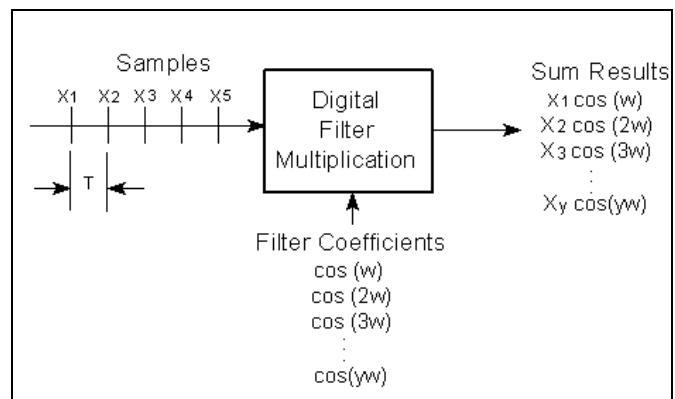 Samples
X1 X2 X3 X4 X5
T
Digital
Filter
Multiplication
Filter Coefficients
cos (w)
cos (2w)
cos (3w)
⋮
cos(yw)
Sum Results
X1 cos (w)
X2 cos (2w)
X3 cos (3w)
⋮
Xy cos(yw)